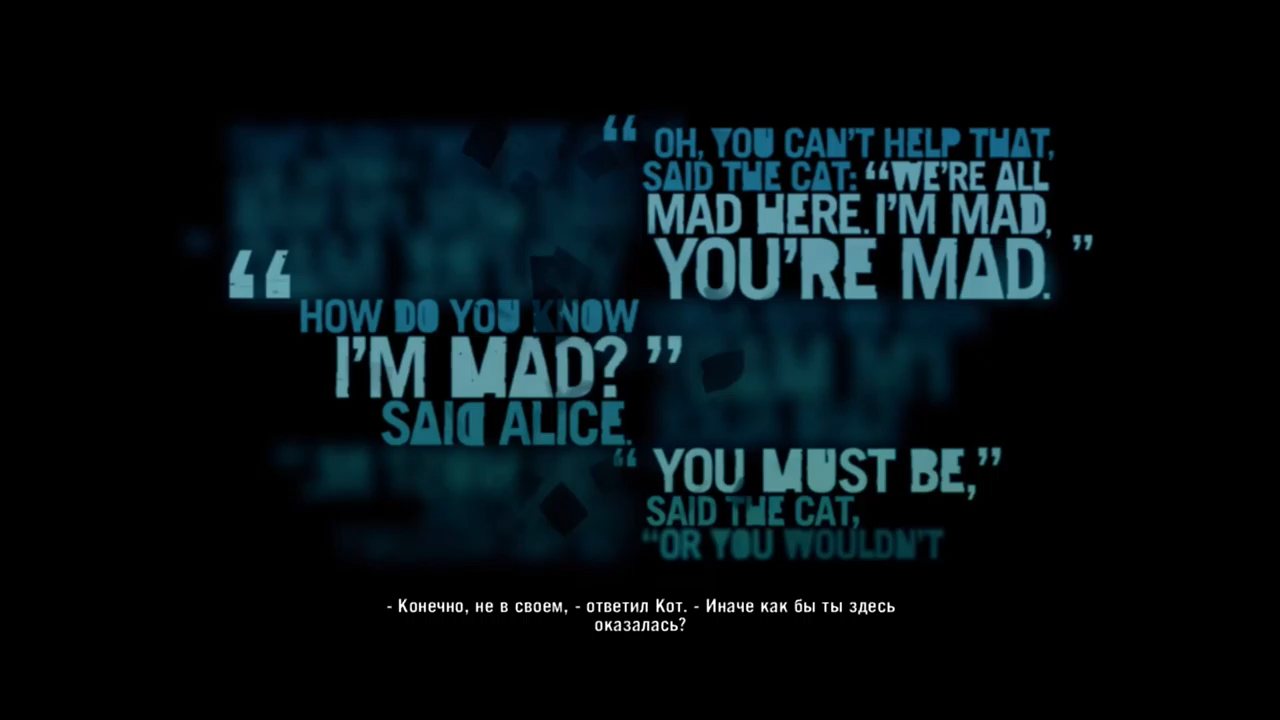 “ OH, YOU CAN’T HELP THAT,
SAID THE CAT: “WE’RE ALL
MAD HERE. I’M MAD,
YOU’RE MAD. ”
“ HOW DO YOU KNOW
I’M MAD? ”
SAID ALICE.
“ YOU MUST BE,”
SAID THE CAT,
“OR YOU WOULDN’T
- Конечно, не в своем, - ответил Кот. - Иначе как бы ты здесь
оказалась?